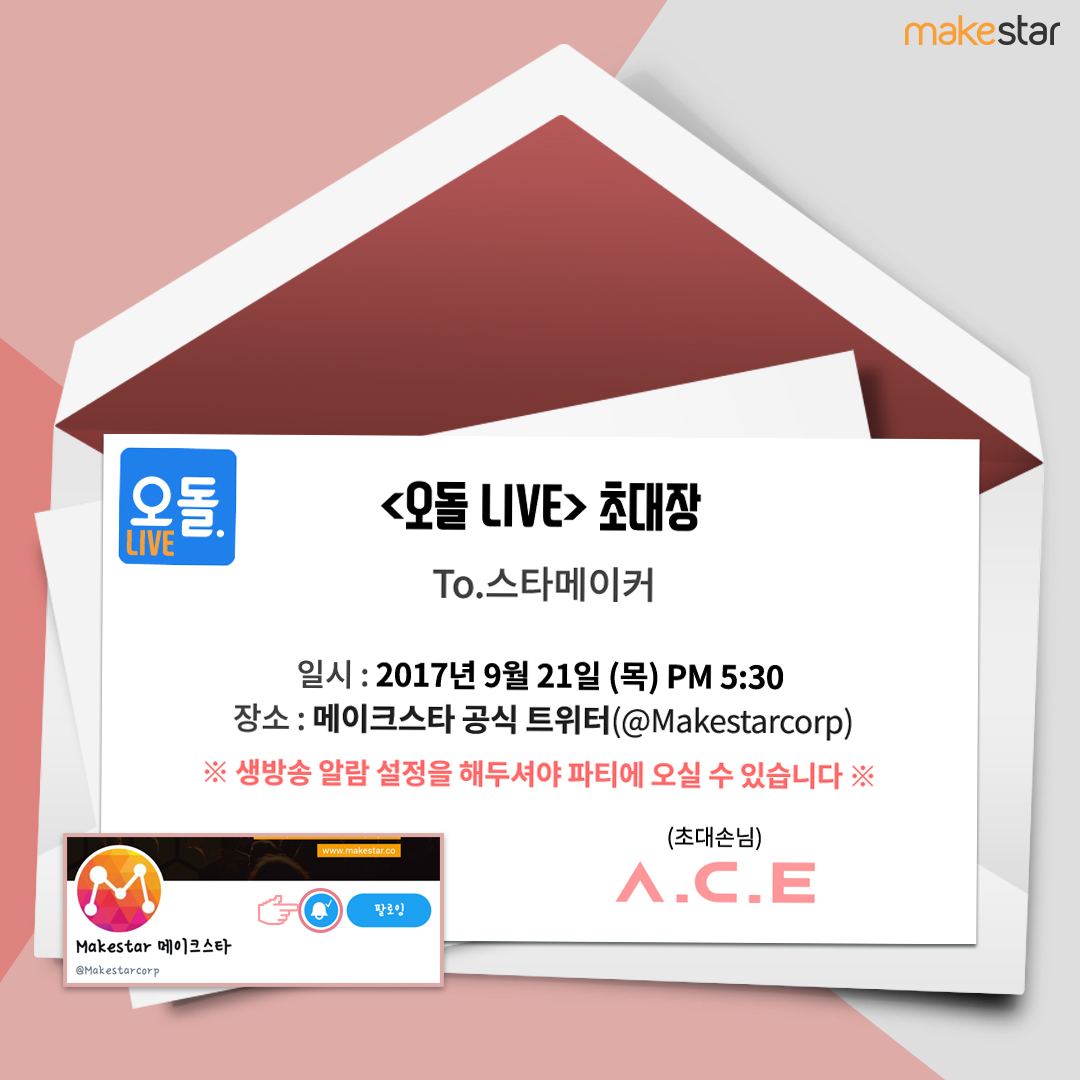 makestar
오돌.
LIVE
<오돌 LIVE> 초대장
To.스타메이커
일시 : 2017년 9월 21일 (목) PM 5:30
장소 : 메이크스타 공식 트위터(@Makestarcorp)
※ 생방송 알람 설정을 해두셔야 파티에 오실 수 있습니다 ※
(초대손님)
A.C.E
www.makestar.co
팔로잉
Makestar 메이크스타
@Makestarcorp